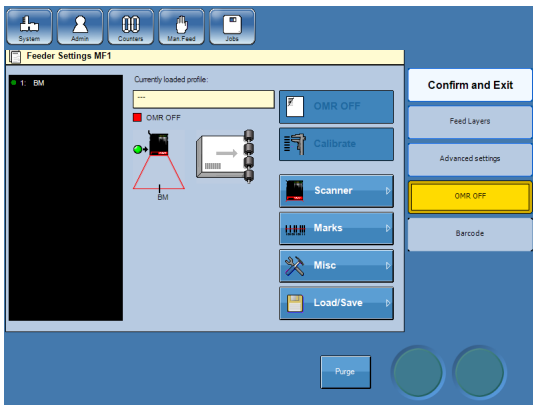 System Admin Counters Man.Feed Jobs
Feeder Settings MF1
1: BM
Currently loaded profile:
---
OMR OFF
BM
OMR OFF
Calibrate
Scanner
Marks
Misc
Load/Save
Confirm and Exit
Feed Layers
Advanced settings
OMR OFF
Barcode
Purge